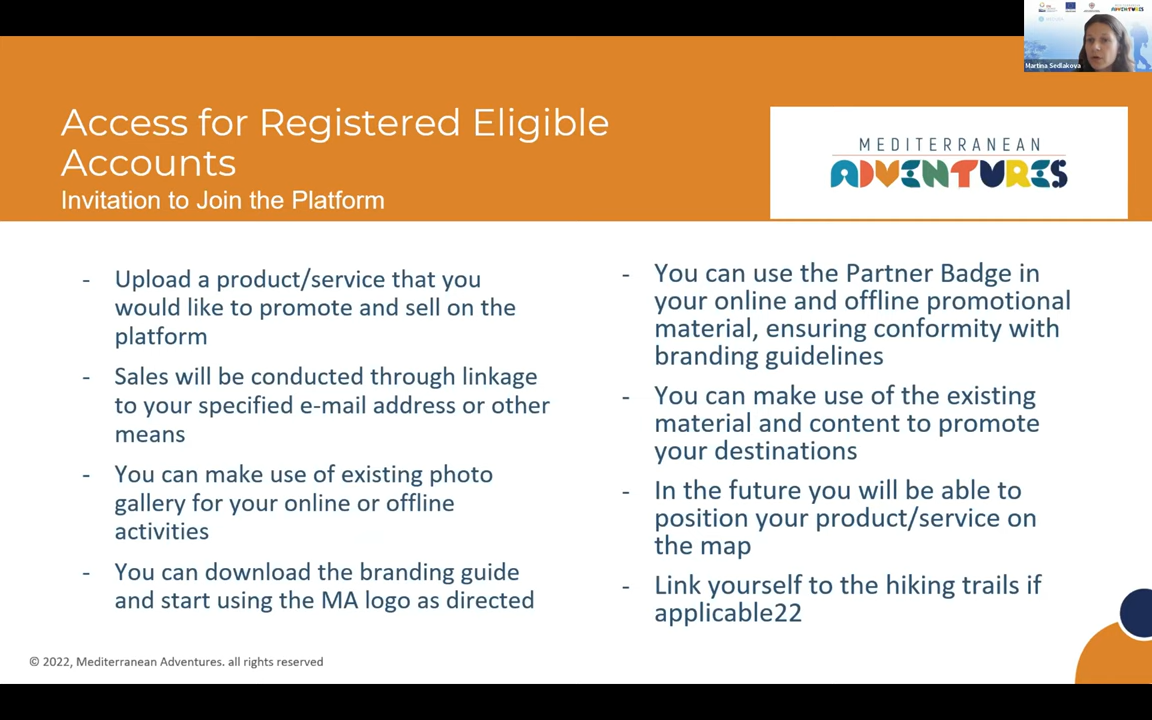 Access for Registered Eligible
Accounts
Invitation to Join the Platform
MEDITERRANEAN
ADVENTURES
ADVENTURES
Martina Sedlakova
- Upload a product/service that you
would like to promote and sell on the
platform
- Sales will be conducted through linkage
to your specified e-mail address or other
means
- You can make use of existing photo
gallery for your online or offline
activities
- You can download the branding guide
and start using the MA logo as directed
- You can use the Partner Badge in
your online and offline promotional
material, ensuring conformity with
branding guidelines
- You can make use of the existing
material and content to promote
your destinations
- In the future you will be able to
position your product/service on
the map
- Link yourself to the hiking trails if
applicable22
© 2022, Mediterranean Adventures. all rights reserved